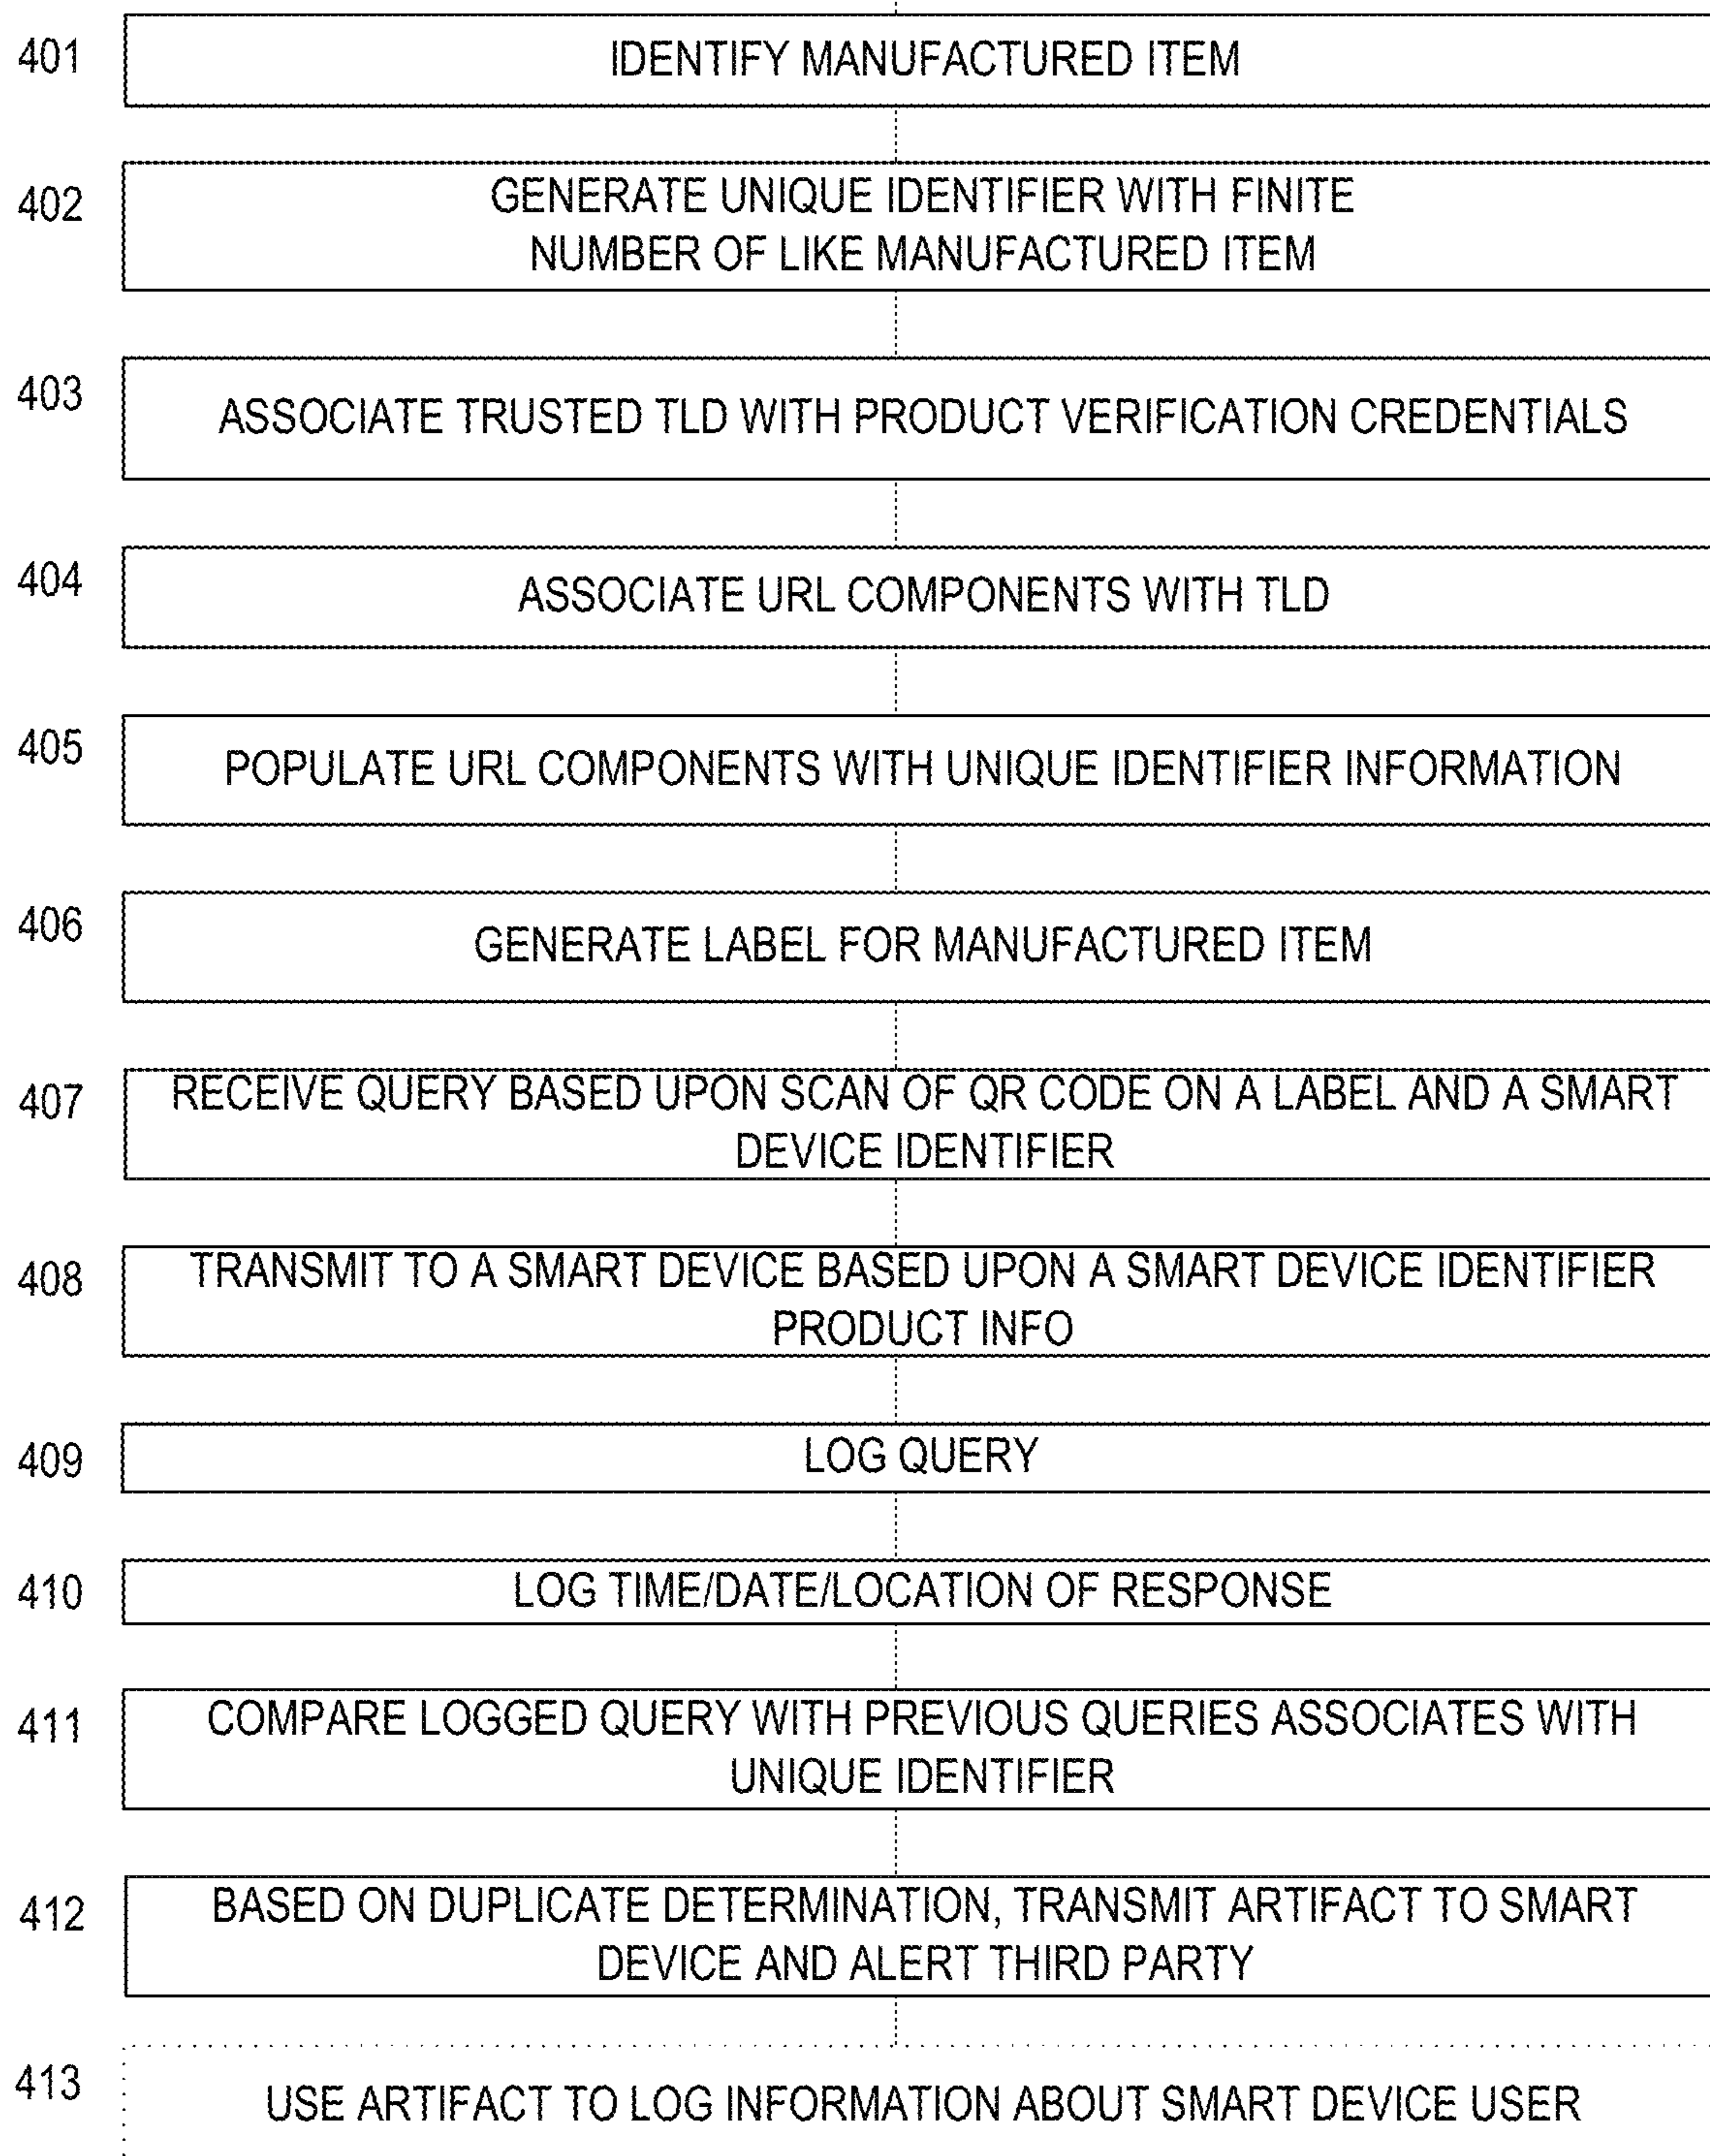 401
IDENTIFY MANUFACTURED ITEM
402
GENERATE UNIQUE IDENTIFIER WITH FINITE
NUMBER OF LIKE MANUFACTURED ITEM
403
ASSOCIATE TRUSTED TLD WITH PRODUCT VERIFICATION CREDENTIALS
404
ASSOCIATE URL COMPONENTS WITH TLD
405
POPULATE URL COMPONENTS WITH UNIQUE IDENTIFIER INFORMATION
406
GENERATE LABEL FOR MANUFACTURED ITEM
407
RECEIVE QUERY BASED UPON SCAN OF QR CODE ON A LABEL AND A SMART
DEVICE IDENTIFIER
408
TRANSMIT TO A SMART DEVICE BASED UPON A SMART DEVICE IDENTIFIER
PRODUCT INFO
409
LOG QUERY
410
LOG TIME/DATE/LOCATION OF RESPONSE
411
COMPARE LOGGED QUERY WITH PREVIOUS QUERIES ASSOCIATES WITH
UNIQUE IDENTIFIER
412
BASED ON DUPLICATE DETERMINATION, TRANSMIT ARTIFACT TO SMART
DEVICE AND ALERT THIRD PARTY
413
USE ARTIFACT TO LOG INFORMATION ABOUT SMART DEVICE USER